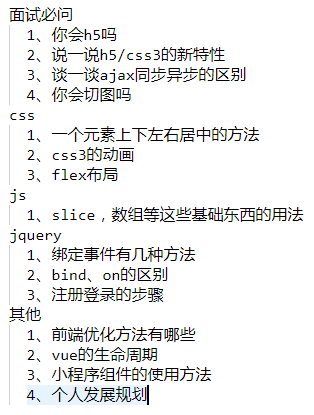 面试必问
1、你会h5吗
2、说一说h5/css3的新特性
3、谈一谈ajax同步异步的区别
4、你会切图吗
css
1、一个元素上下左右居中的方法
2、css3的动画
3、flex布局
js
1、slice，数组等这些基础东西的用法
jquery
1、绑定事件有几种方法
2、bind、on的区别
3、注册登录的步骤
其他
1、前端优化方法有哪些
2、vue的生命周期
3、小程序组件的使用方法
4、个人发展规划